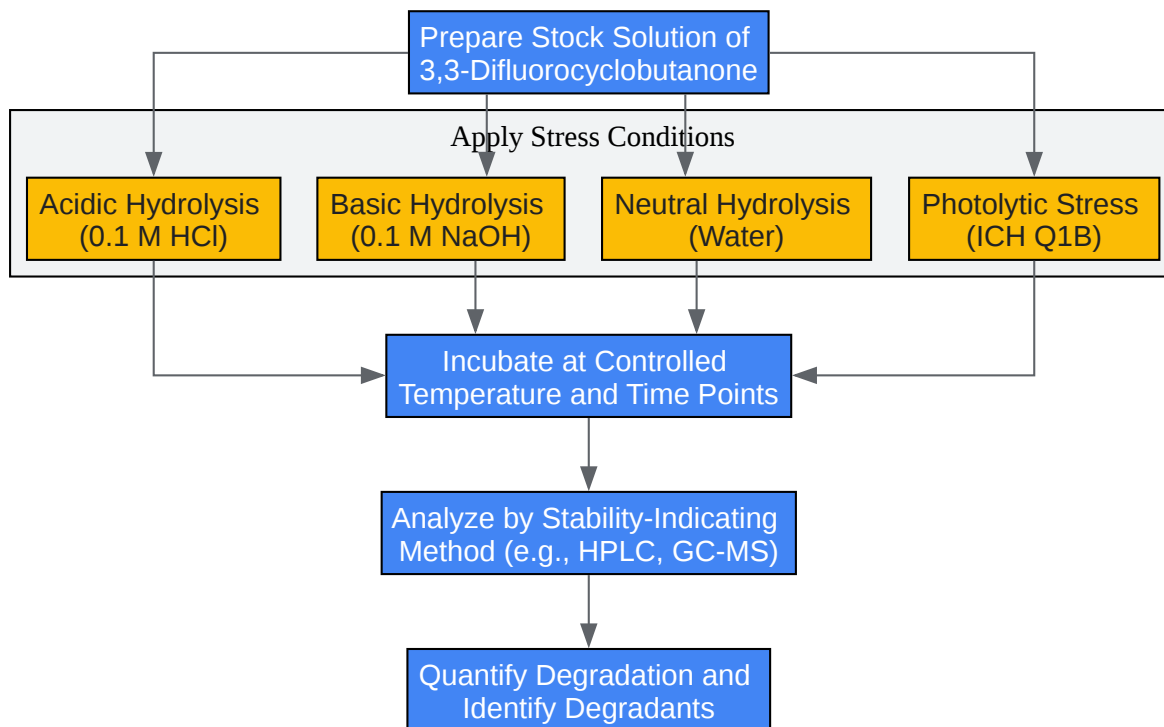 Prepare Stock Solution of
3,3-Difluorocyclobutanone
Apply Stress Conditions
Acidic Hydrolysis
(0.1 M HCl)
Basic Hydrolysis
(0.1 M NaOH)
Neutral Hydrolysis
(Water)
Photolytic Stress
(ICH Q1B)
Incubate at Controlled
Temperature and Time Points
Analyze by Stability-Indicating
Method (e.g., HPLC, GC-MS)
Quantify Degradation and
Identify Degradants